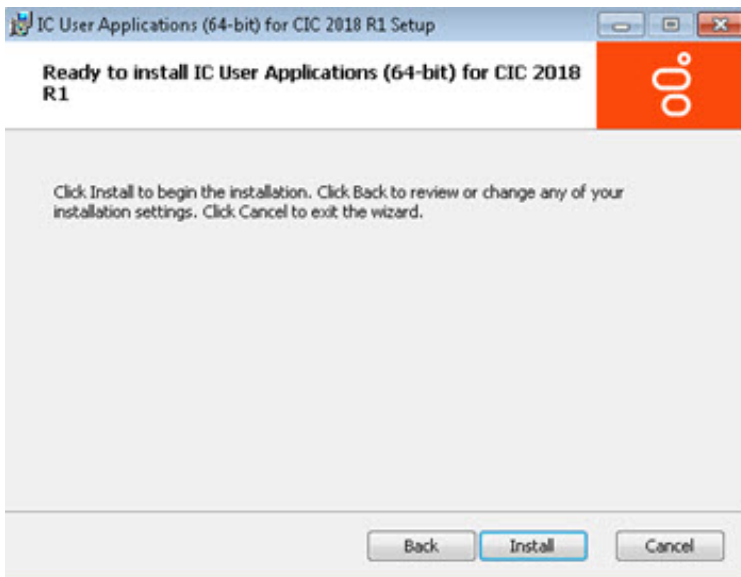 IC User Applications (64-bit) for CIC 2018 R1 Setup
Ready to install IC User Applications (64-bit) for CIC 2018
R1
Click Install to begin the installation. Click Back to review or change any of your
installation settings. Click Cancel to exit the wizard.
Back Install Cancel